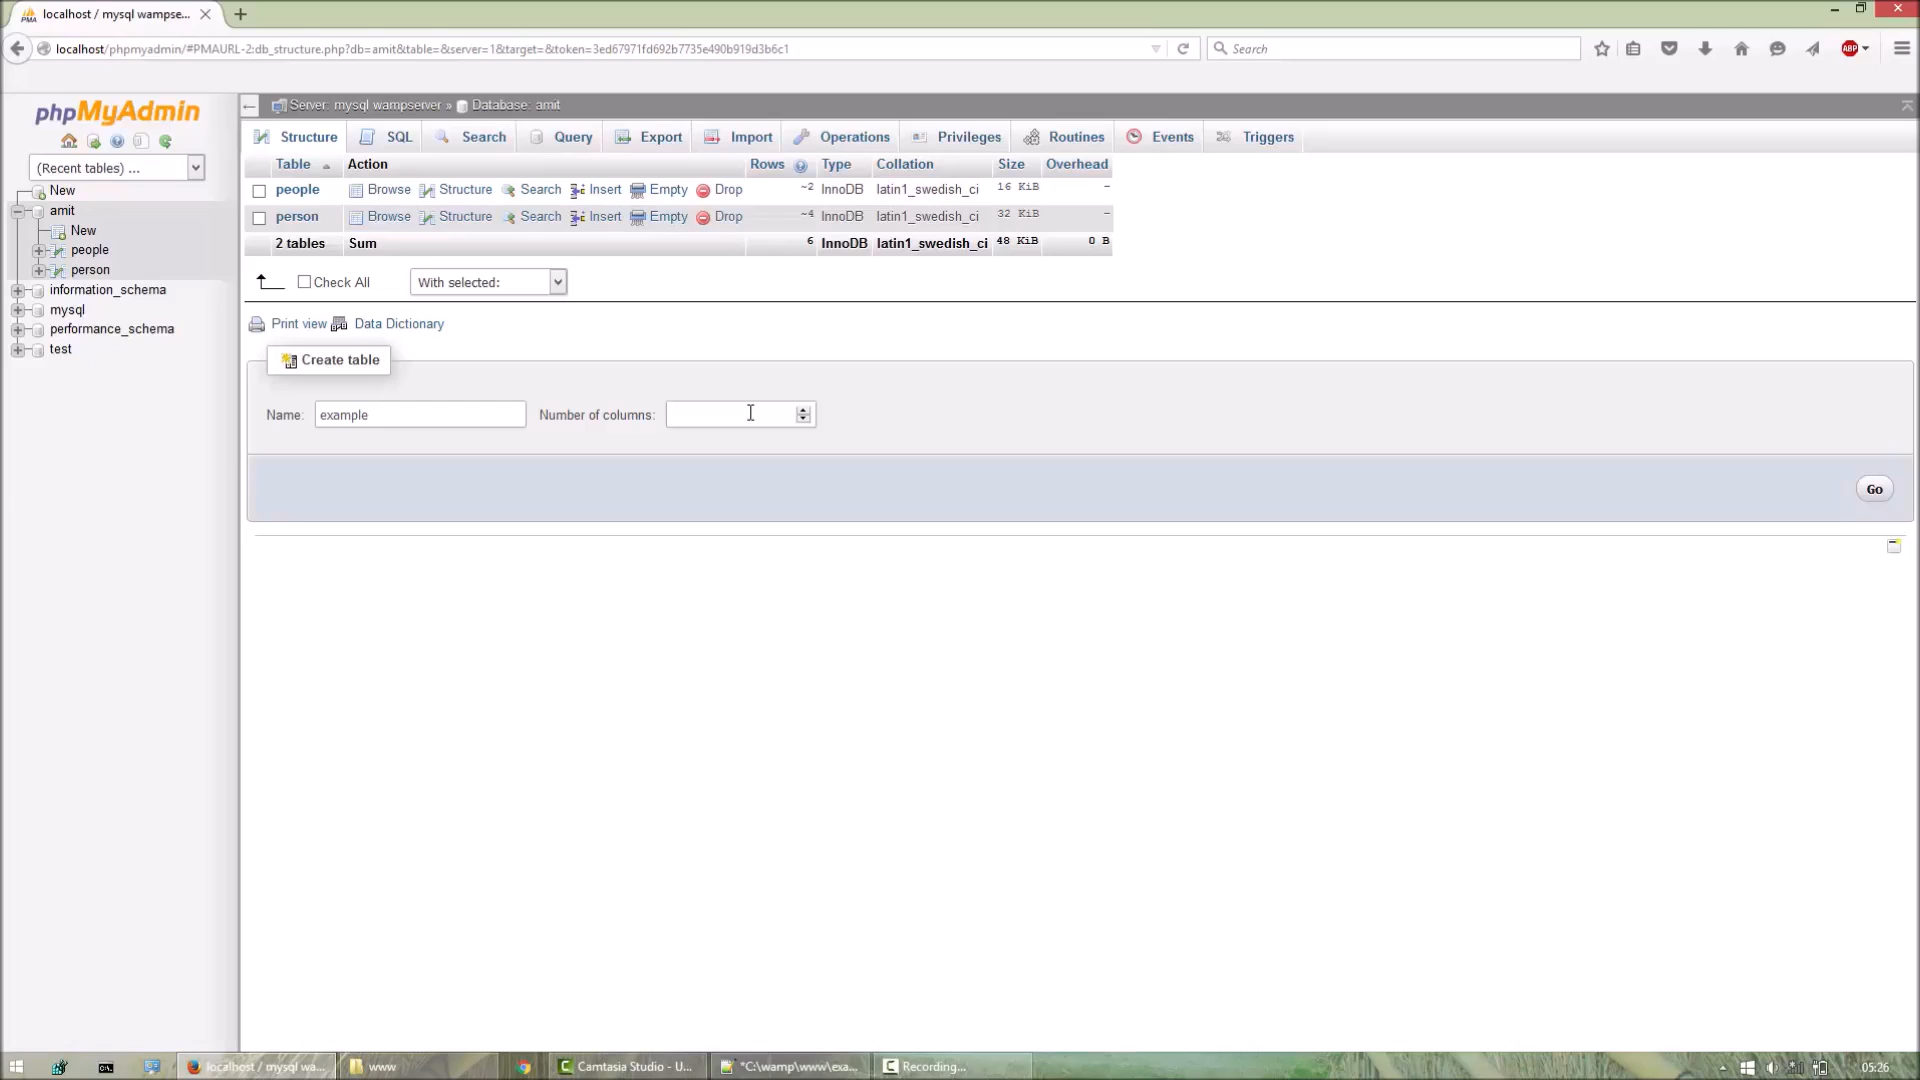 localhost / mysql wampse...
localhost/phpmyadmin/#PMAURL-2:db_structure.php?db=amit&table=&server=1&target=&token=3ed67971fd692b7735e490b919d3b6c1
Search
ABP
phpMyAdmin
Server: mysql wampserver » Database: amit
Structure SQL Search Query Export Import Operations Privileges Routines Events Triggers
(Recent tables) ...
New
amit
New
people
person
information_schema
mysql
performance_schema
test
Table Action Rows Type Collation Size Overhead
people Browse Structure Search Insert Empty Drop ~2 InnoDB latin1_swedish_ci 16 KiB -
person Browse Structure Search Insert Empty Drop ~4 InnoDB latin1_swedish_ci 32 KiB -
2 tables Sum 6 InnoDB latin1_swedish_ci 48 KiB 0 B
Check All With selected:
Print view Data Dictionary
Create table
Name: example Number of columns:
Go
localhost / mysql wa... www Camtasia Studio - U... *C:\wamp\www\exa... Recording... 05:26